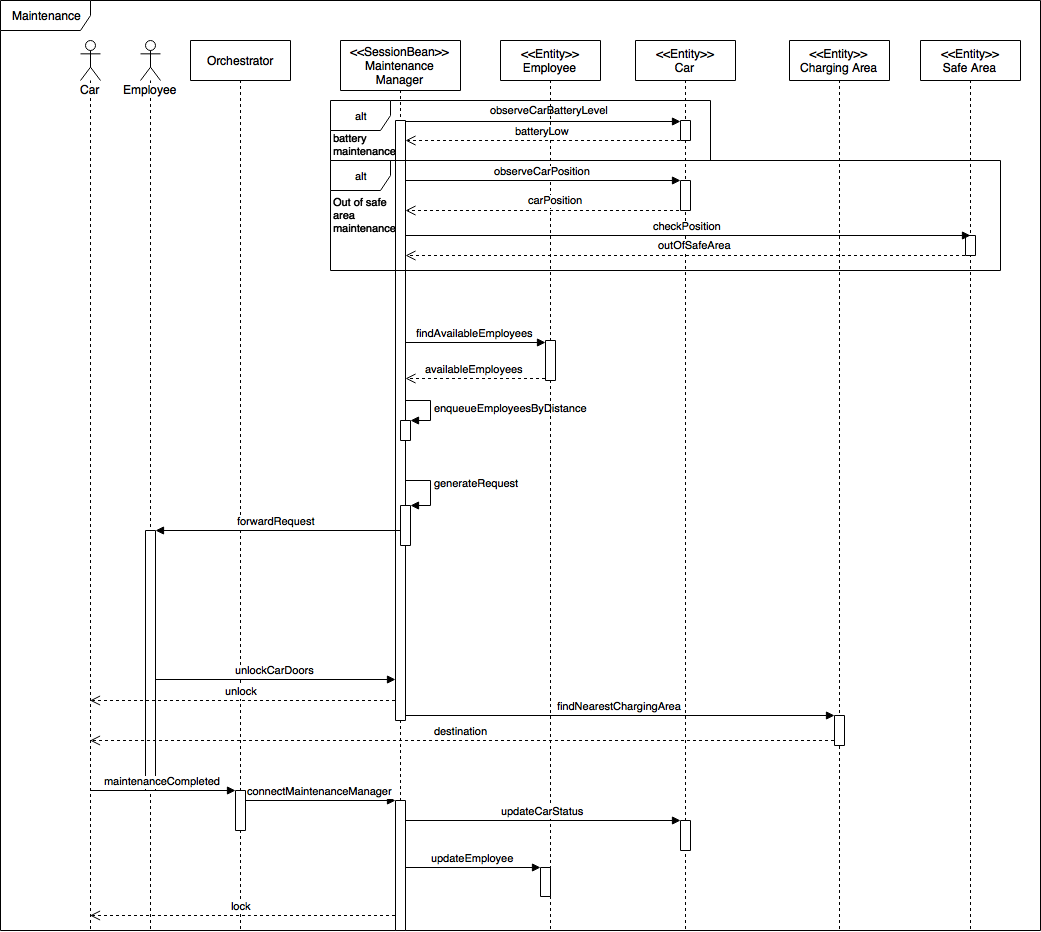 Maintenance
Car
Employee
Orchestrator
<<SessionBean>>
Maintenance
Manager
<<Entity>>
Employee
<<Entity>>
Car
<<Entity>>
Charging Area
<<Entity>>
Safe Area
alt
battery
maintenance
observeCarBatteryLevel
batteryLow
alt
Out of safe
area
maintenance
observeCarPosition
carPosition
checkPosition
outOfSafeArea
findAvailableEmployees
availableEmployees
enqueueEmployeesByDistance
generateRequest
forwardRequest
unlockCarDoors
unlock
findNearestChargingArea
destination
maintenanceCompleted
connectMaintenanceManager
updateCarStatus
updateEmployee
lock